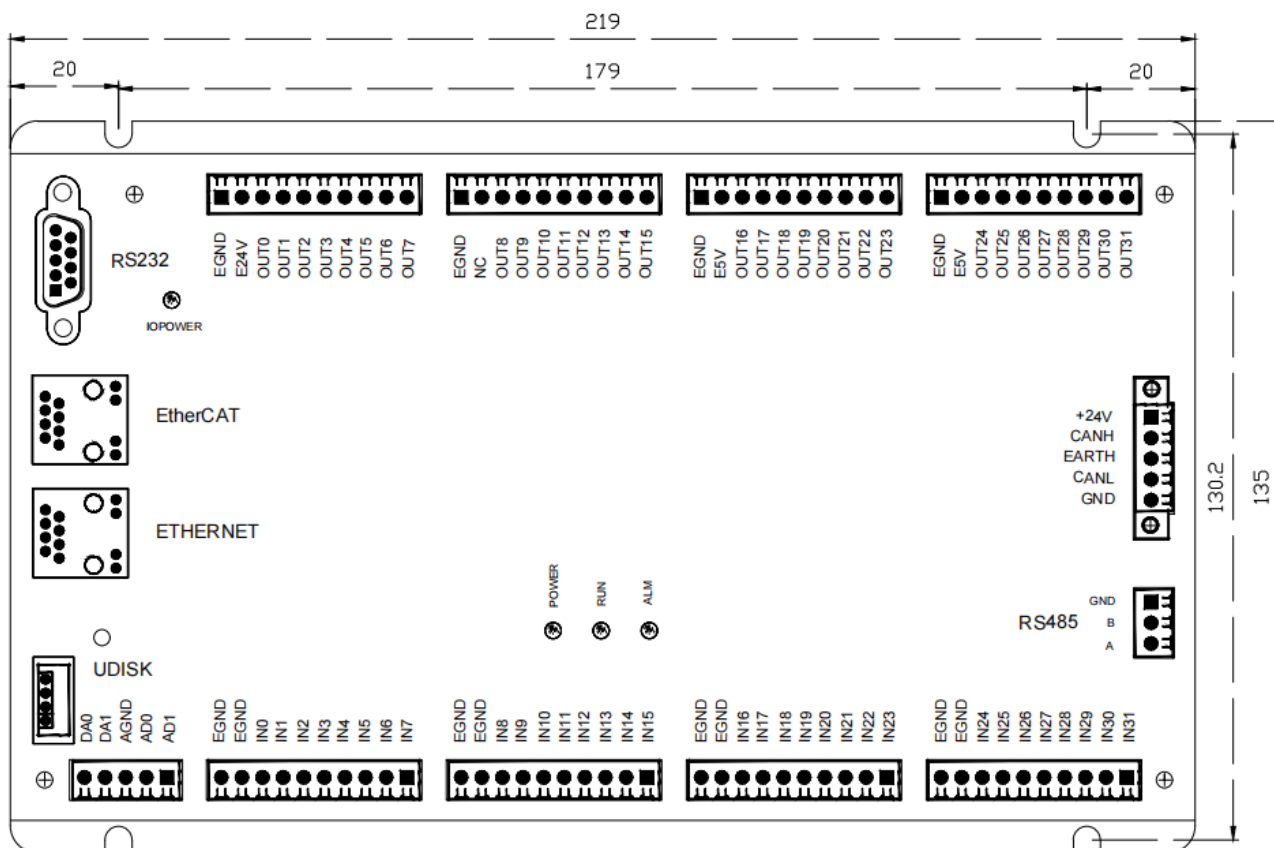 219
20 179 20
EGND E24V OUT0 OUT1 OUT2 OUT3 OUT4 OUT5 OUT6 OUT7
EGND NC OUT8 OUT9 OUT10 OUT11 OUT12 OUT13 OUT14 OUT15
EGND E5V OUT16 OUT17 OUT18 OUT19 OUT20 OUT21 OUT22 OUT23
EGND E5V OUT24 OUT25 OUT26 OUT27 OUT28 OUT29 OUT30 OUT31
RS232
IOPOWER
EtherCAT
ETHERNET
+24V
CANH
EARTH
CANL
GND
130.2
135
POWER RUN ALM
RS485
GND
B
A
UDISK
DA0 DA1 AGND AD0 AD1
EGND EGND IN0 IN1 IN2 IN3 IN4 IN5 IN6 IN7
EGND EGND IN8 IN9 IN10 IN11 IN12 IN13 IN14 IN15
EGND EGND IN16 IN17 IN18 IN19 IN20 IN21 IN22 IN23
EGND EGND IN24 IN25 IN26 IN27 IN28 IN29 IN30 IN31